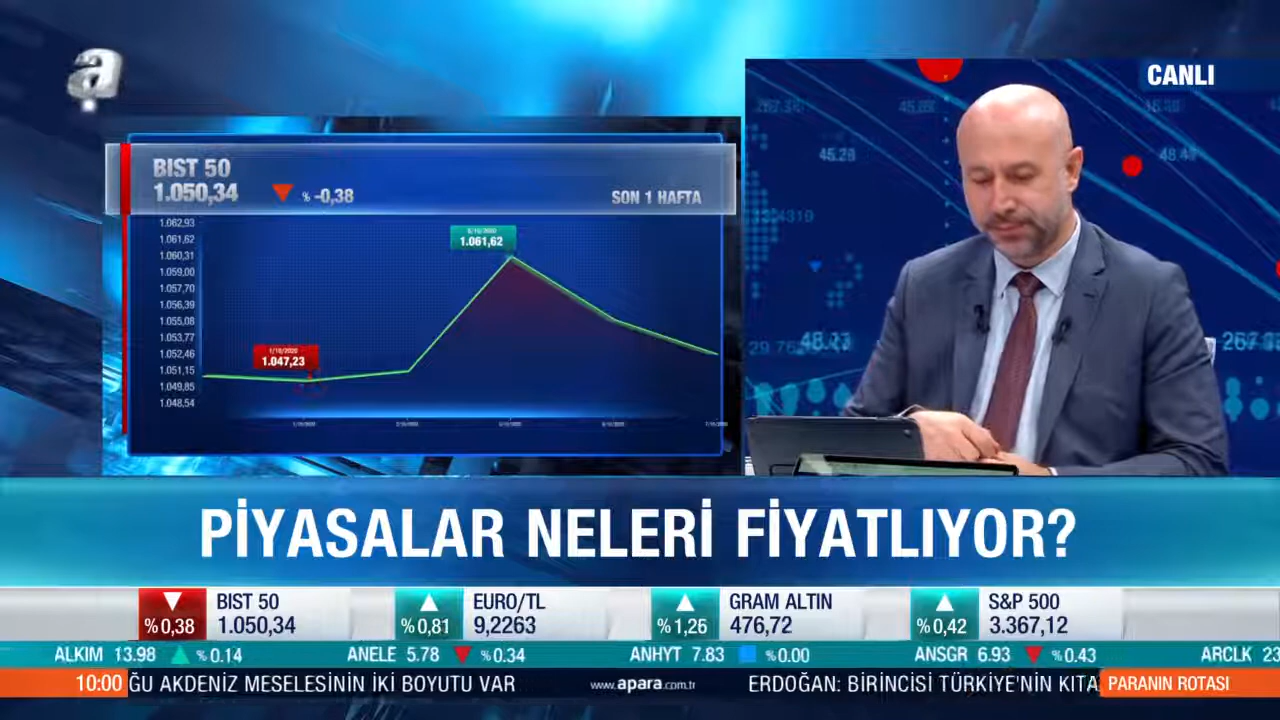 a
CANLI
BIST 50
1.050,34
% -0,38
SON 1 HAFTA
1.062,93
1.061,62
1.060,31
1.059,00
1.057,70
1.056,39
1.055,08
1.053,77
1.052,46
1.051,15
1.049,85
1.048,54
1.061,62
1.047,23
45.28
48.23
PİYASALAR NELERİ FİYATLIYOR?
%0,38
BIST 50
1.050,34
%0,81
EURO/TL
9,2263
%1,26
GRAM ALTIN
476,72
%0,42
S&P 500
3.367,12
ALKIM 13.98 %0.14 ANELE 5.78 %0.34 ANHYT 7.83 %0.00 ANSGR 6.93 %0.43 ARCLK 23
10:00 ĞU AKDENİZ MESELESİNİN İKİ BOYUTU VAR www.apara.com.tr ERDOĞAN: BİRİNCİSİ TÜRKİYE'NİN KITA PARANIN ROTASI